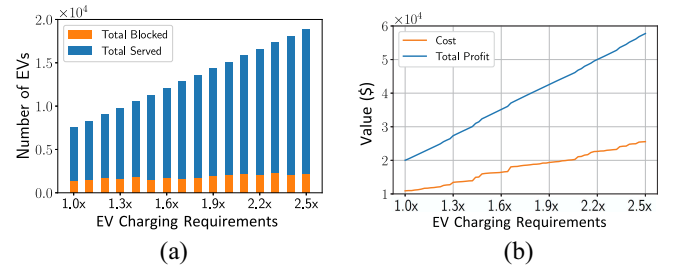 ×10⁴
2.0
1.5
1.0
0.5
0.0
Number of EVs
Total Blocked
Total Served
1.0x 1.3x 1.6x 1.9x 2.2x 2.5x
EV Charging Requirements
(a)
×10⁴
6
5
4
3
2
1
Value ($)
Cost
Total Profit
1.0x 1.3x 1.6x 1.9x 2.2x 2.5x
EV Charging Requirements
(b)